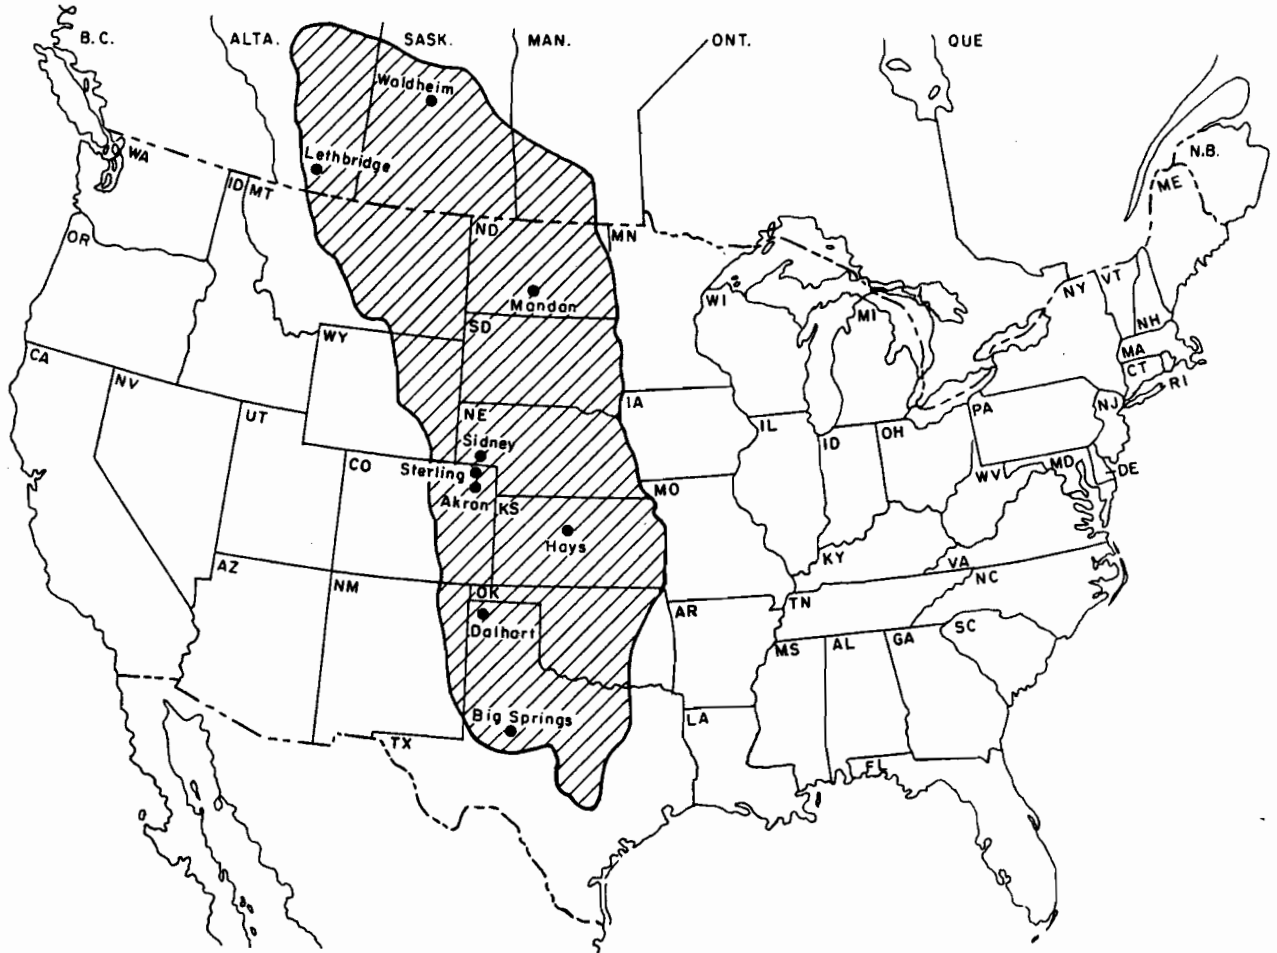 B.C.
ALTA.
SASK.
MAN.
ONT.
QUE
Waldheim
WA
Lethbridge
N.B.
ID
MT
ME
OR
ND
MN
NY
VT
WI
Mandan
MI
NH
SD
WY
MA
CA
CT
NV
RI
UT
NE
IA
PA
NJ
IL
OH
ID
Sidney
CO
Sterling
WV
MD
DE
MO
Akron
KS
Hays
KY
VA
AZ
NM
OK
NC
TN
AR
Dalhart
SC
MS
AL
GA
Big Springs
LA
TX
FL